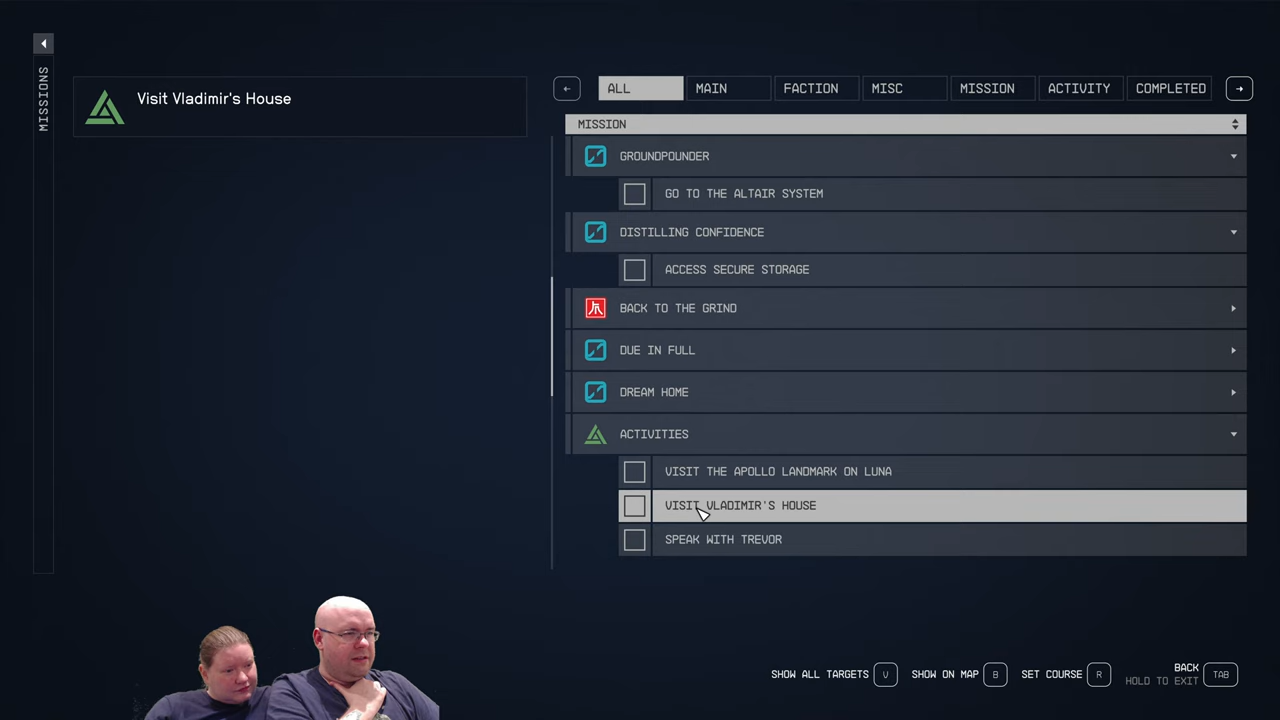 MISSIONS
Visit Vladimir's House
ALL
MAIN
FACTION
MISC
MISSION
ACTIVITY
COMPLETED
MISSION
GROUNDPOUNDER
GO TO THE ALTAIR SYSTEM
DISTILLING CONFIDENCE
ACCESS SECURE STORAGE
BACK TO THE GRIND
DUE IN FULL
DREAM HOME
ACTIVITIES
VISIT THE APOLLO LANDMARK ON LUNA
VISIT VLADIMIR'S HOUSE
SPEAK WITH TREVOR
SHOW ALL TARGETS V
SHOW ON MAP B
SET COURSE R
BACK
HOLD TO EXIT
TAB